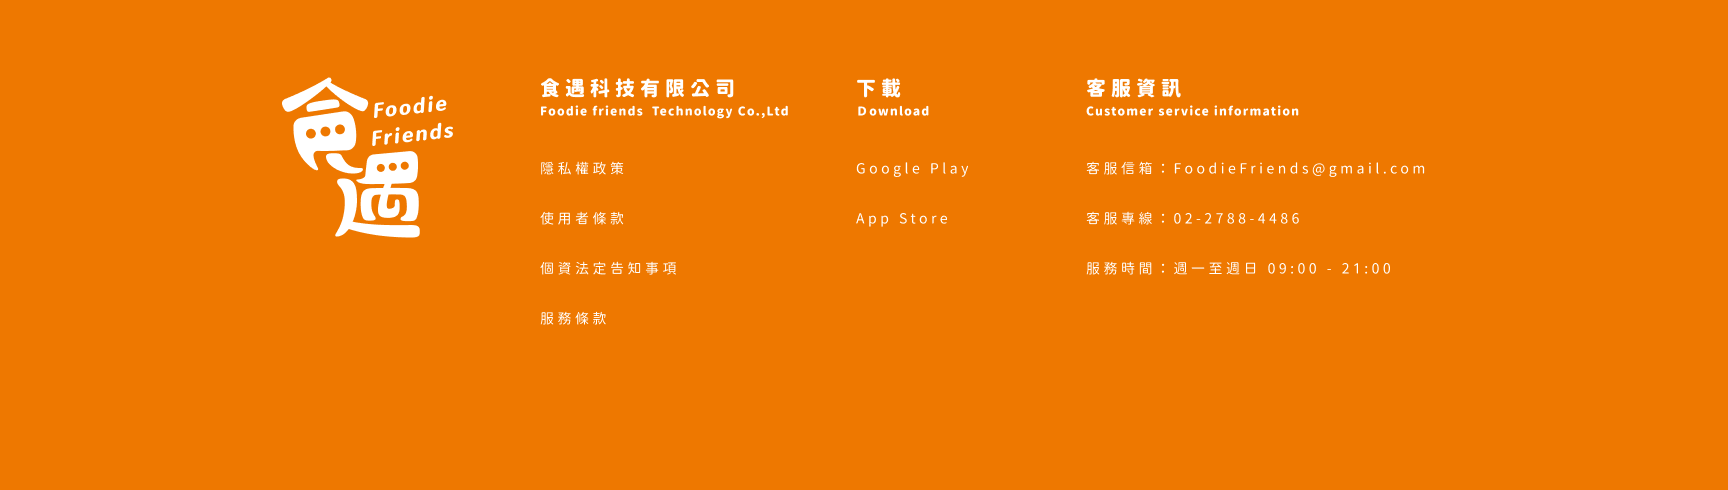 食遇
Foodie
Friends
食遇科技有限公司
Foodie friends Technology Co.,Ltd
隱私權政策
使用者條款
個資法定告知事項
服務條款
下載
Download
Google Play
App Store
客服資訊
Customer service information
客服信箱：FoodieFriends@gmail.com
客服專線：02-2788-4486
服務時間：週一至週日 09:00 - 21:00